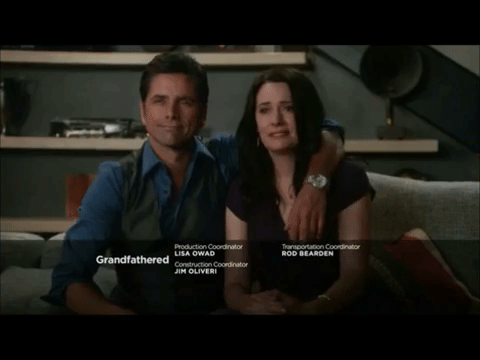 Grandfathered
Production Coordinator
LISA OWAD
Construction Coordinator
JIM OLIVERI
Transportation Coordinator
ROD BEARDEN